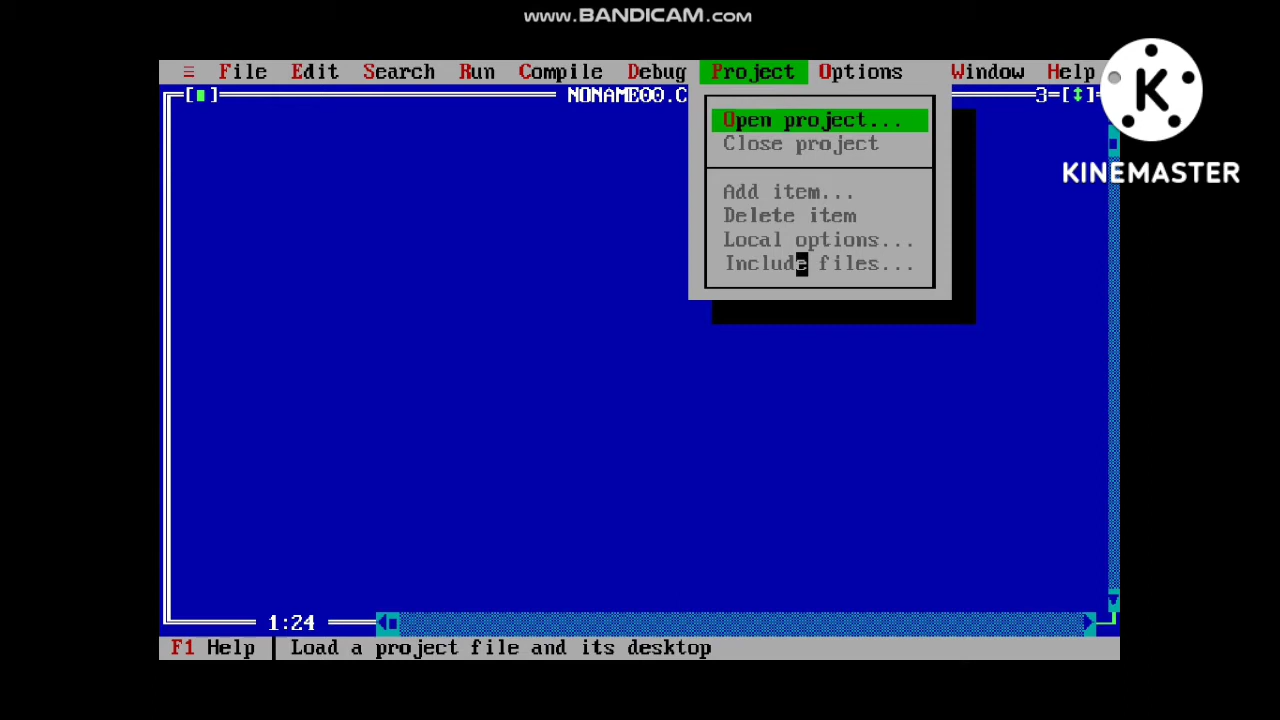 www.BANDICAM.com
≡ File Edit Search Run Compile Debug Project Options Window Help
[■] NONAME00.C 3=[↕]
Open project...
Close project
Add item...
Delete item
Local options...
Include files...
KINEMASTER
1:24
F1 Help Load a project file and its desktop